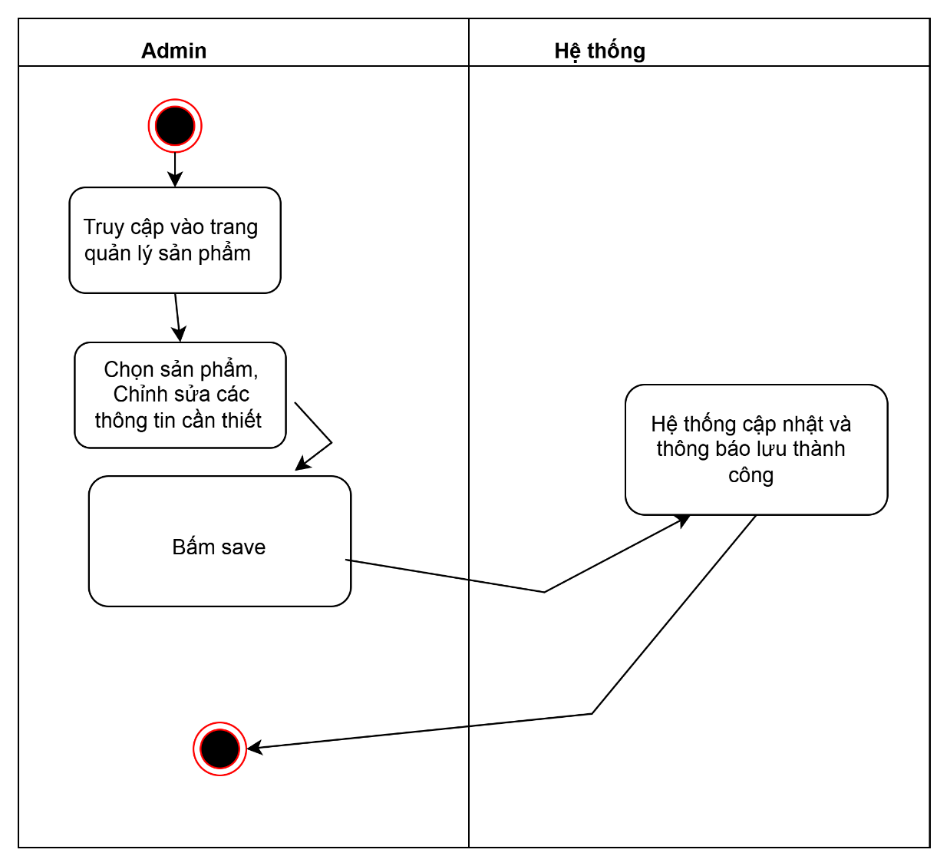 Admin
Hệ thống
Truy cập vào trang
quản lý sản phẩm
Chọn sản phẩm,
Chỉnh sửa các
thông tin cần thiết
Hệ thống cập nhật và
thông báo lưu thành
công
Bấm save